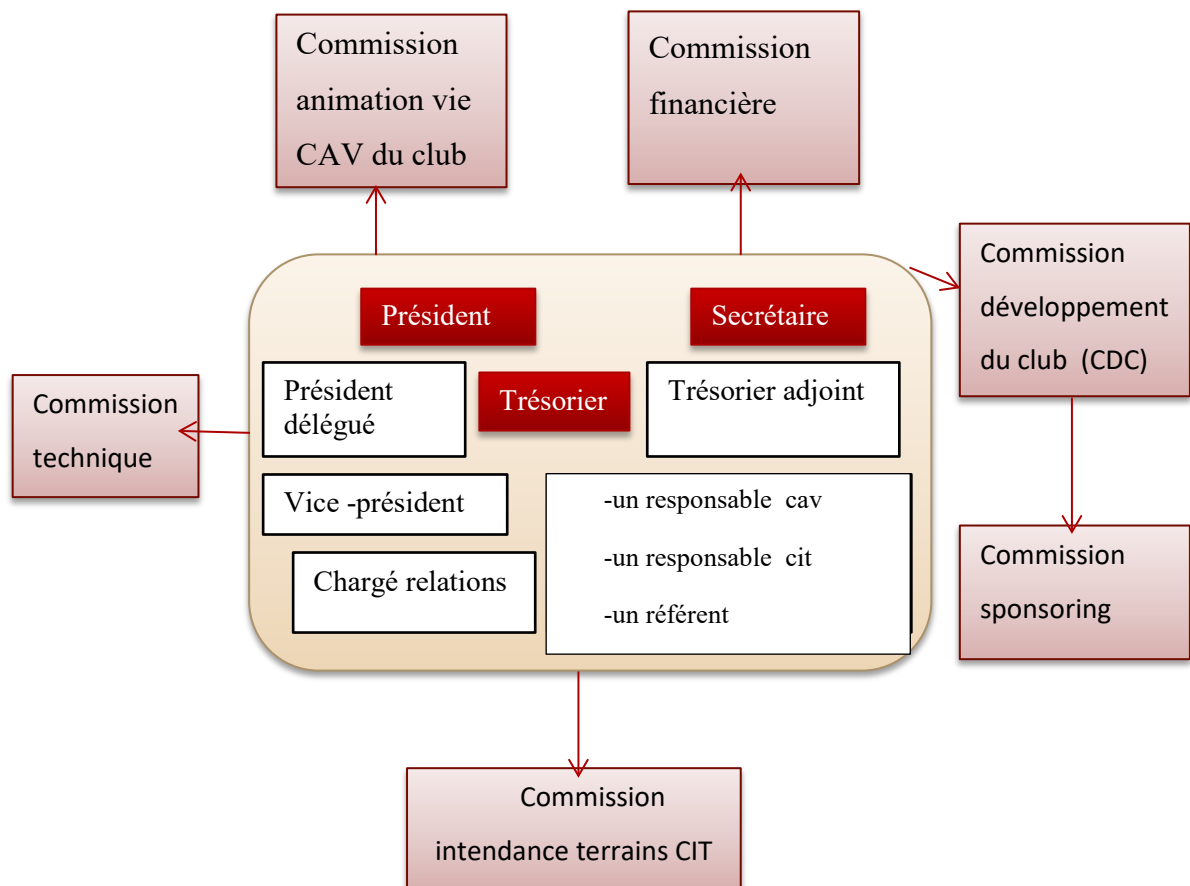 Commission
animation vie
CAV du club
Commission
financière
Commission
développement
du club (CDC)
Président
Secrétaire
Président
délégué
Trésorier
Trésorier adjoint
Commission
technique
Vice -président
-un responsable cav
-un responsable cit
-un référent
Chargé relations
Commission
sponsoring
Commission
intendance terrains CIT